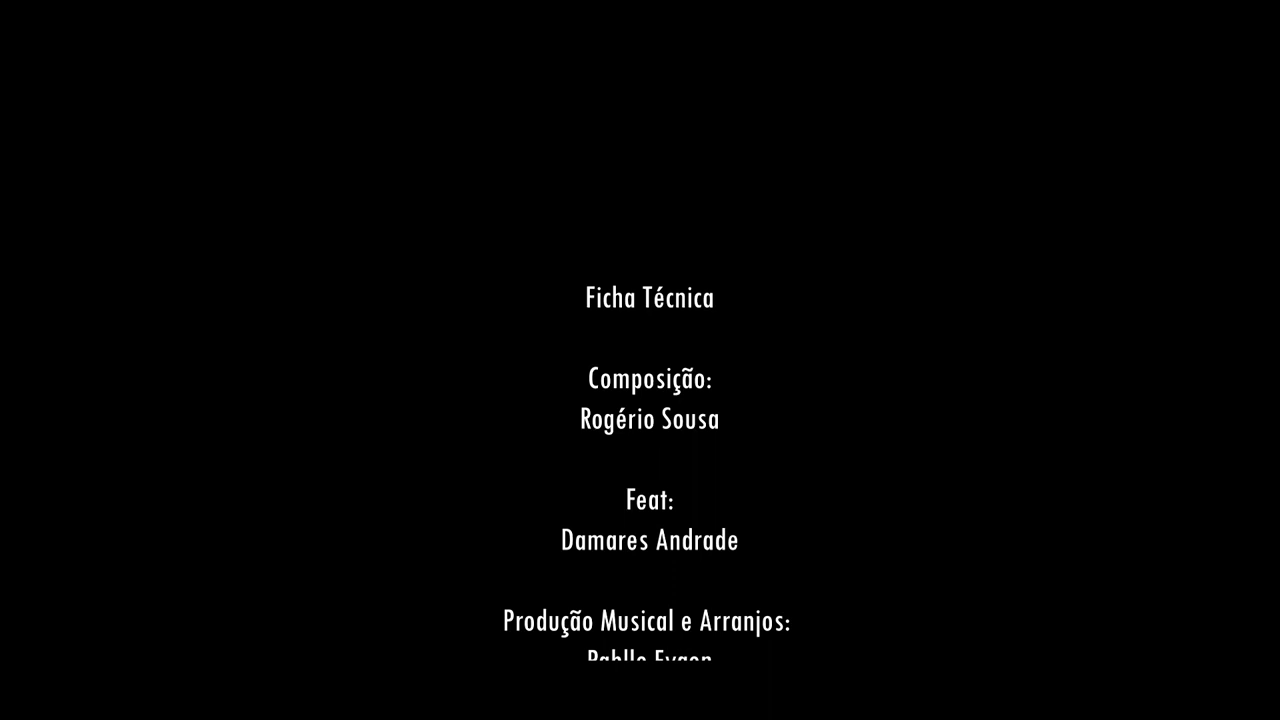 Ficha Técnica
Composição:
Rogério Sousa
Feat:
Damares Andrade
Produção Musical e Arranjos: